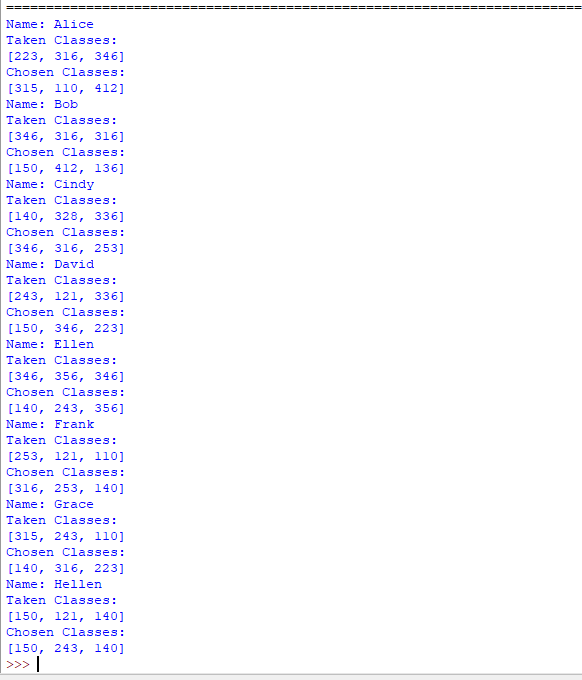 ================================================================================
Name: Alice
Taken Classes:
[223, 316, 346]
Chosen Classes:
[315, 110, 412]
Name: Bob
Taken Classes:
[346, 316, 316]
Chosen Classes:
[150, 412, 136]
Name: Cindy
Taken Classes:
[140, 328, 336]
Chosen Classes:
[346, 316, 253]
Name: David
Taken Classes:
[243, 121, 336]
Chosen Classes:
[150, 346, 223]
Name: Ellen
Taken Classes:
[346, 356, 346]
Chosen Classes:
[140, 243, 356]
Name: Frank
Taken Classes:
[253, 121, 110]
Chosen Classes:
[316, 253, 140]
Name: Grace
Taken Classes:
[315, 243, 110]
Chosen Classes:
[140, 316, 223]
Name: Hellen
Taken Classes:
[150, 121, 140]
Chosen Classes:
[150, 243, 140]
>>>